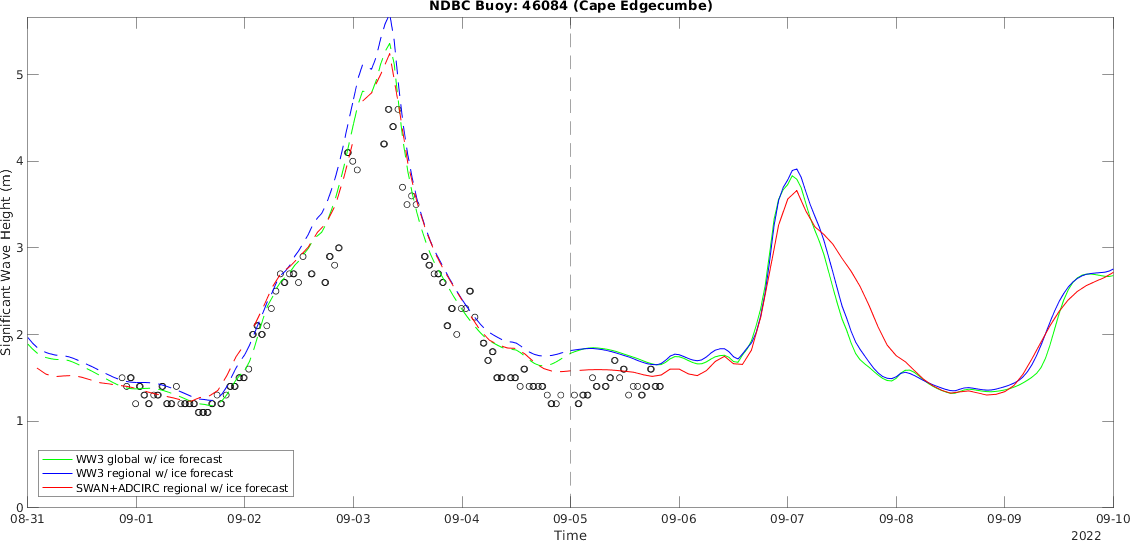 NDBC Buoy: 46084 (Cape Edgecumbe)
Significant Wave Height (m)
5
4
3
2
1
0
WW3 global w/ ice forecast
WW3 regional w/ ice forecast
SWAN+ADCIRC regional w/ ice forecast
08-31 09-01 09-02 09-03 09-04 09-05 09-06 09-07 09-08 09-09 09-10
Time
2022